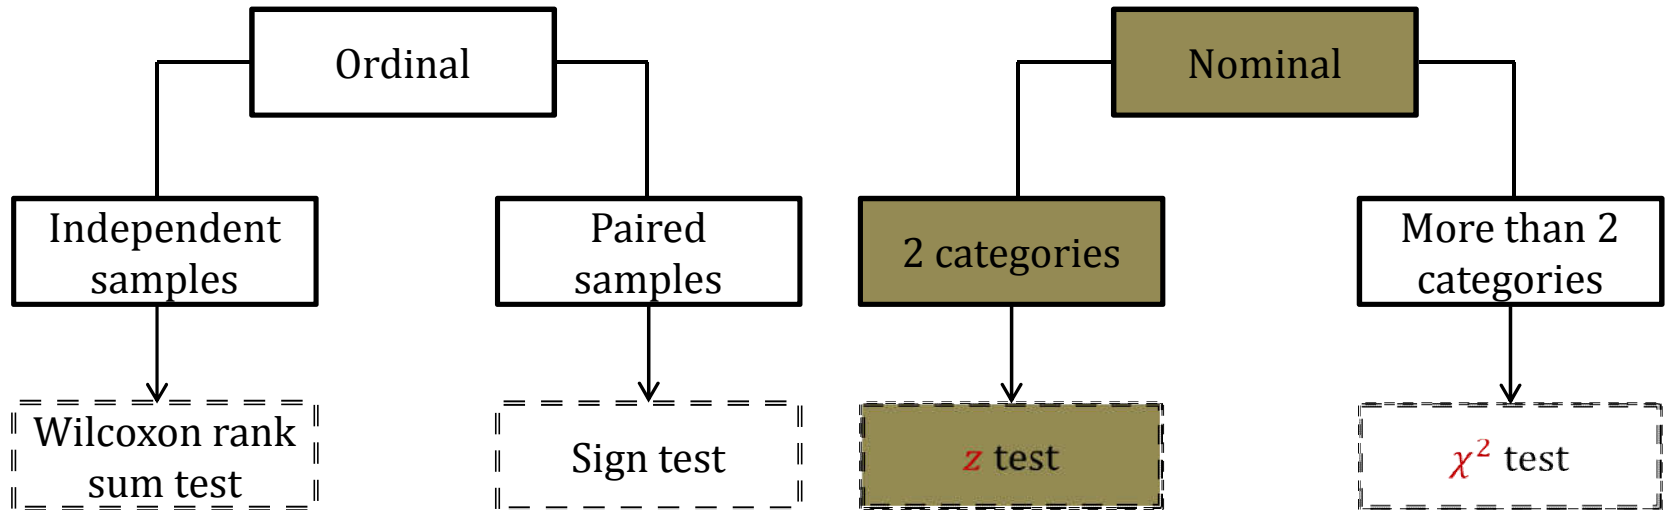 Ordinal
Nominal
Independent
samples
Paired
samples
2 categories
More than 2
categories
Wilcoxon rank
sum test
Sign test
z test
χ² test